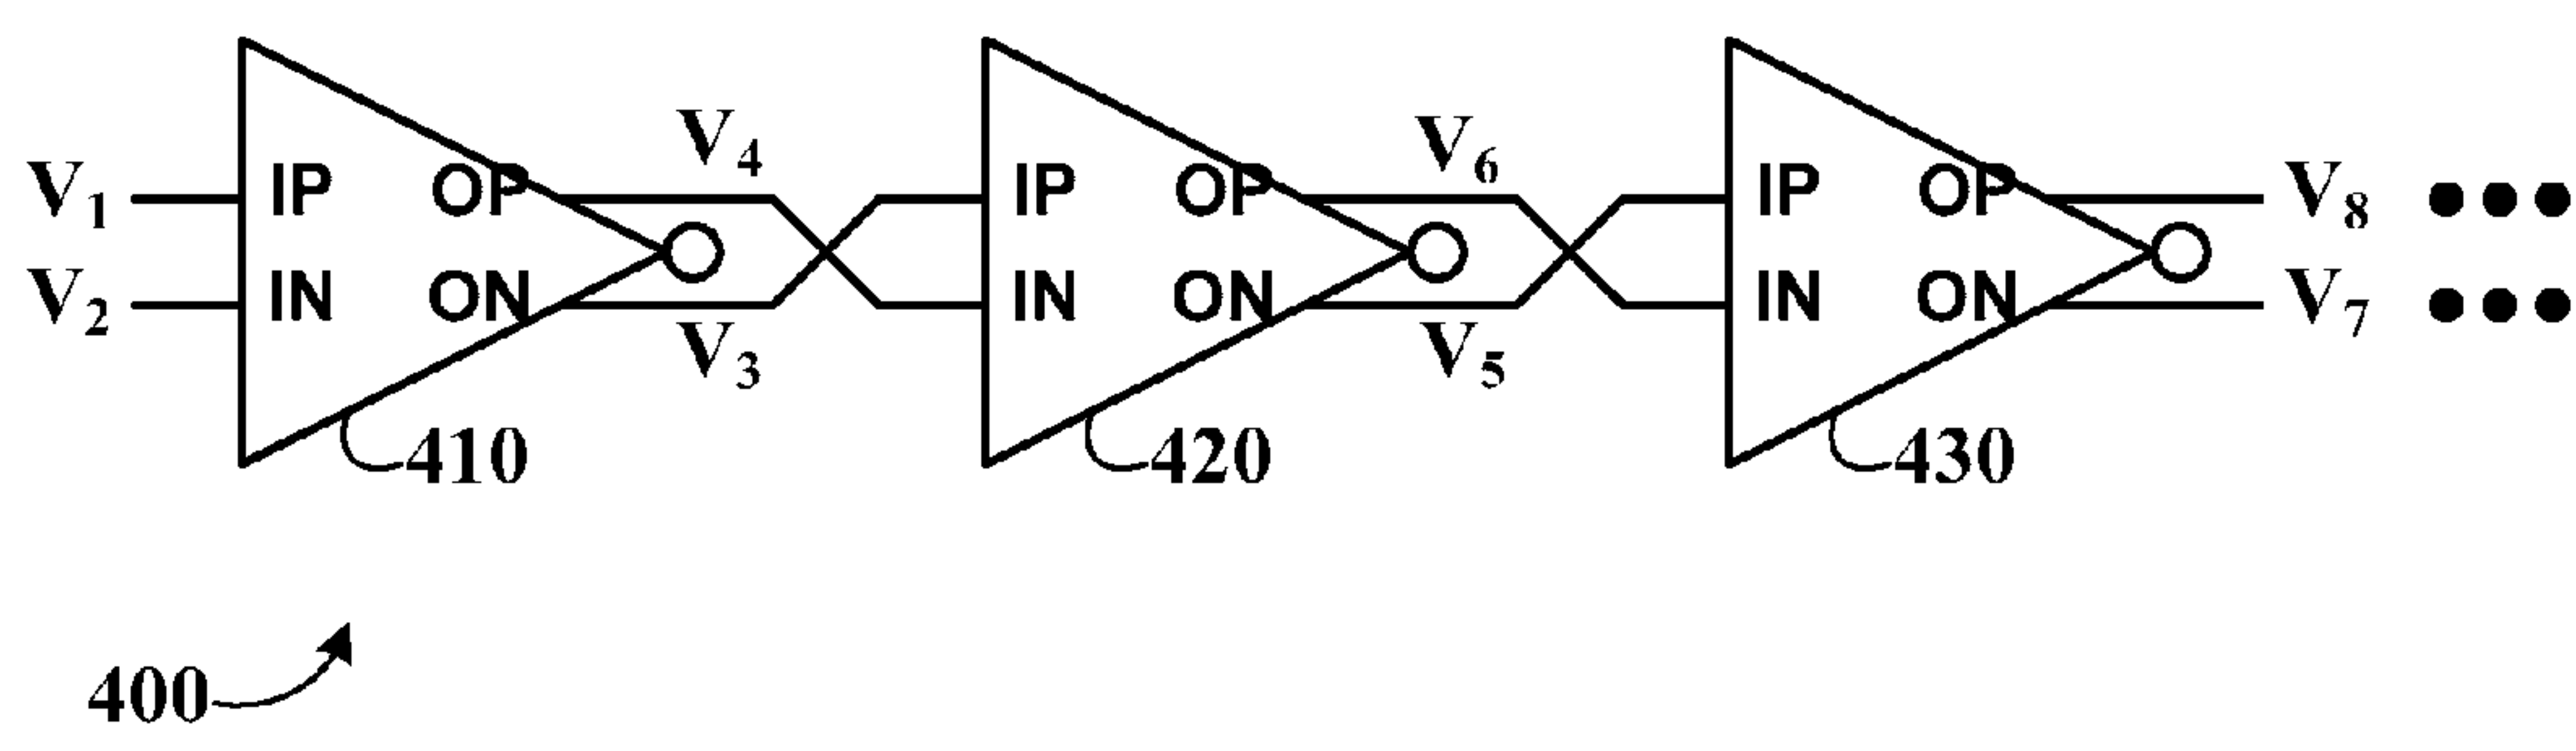 V4 V6
V1 IP OP IP OP IP OP V8
V2 IN ON IN ON IN ON V7
V3 V5
410 420 430
400